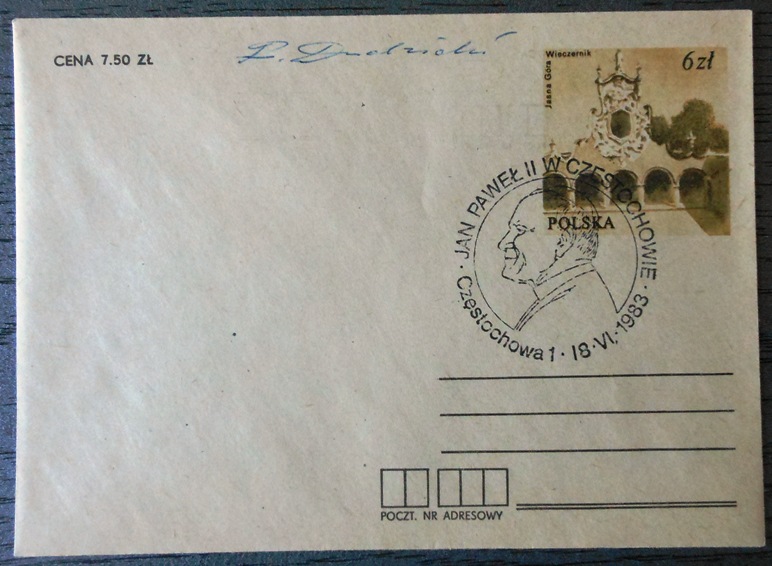 CENA 7.50 ZŁ
Jasna Góra
Wieczernik
6 zł
POLSKA
· JAN PAWEŁ II W CZĘSTOCHOWIE ·
Częstochowa 1 · 18·VI,·1983
POCZT. NR ADRESOWY